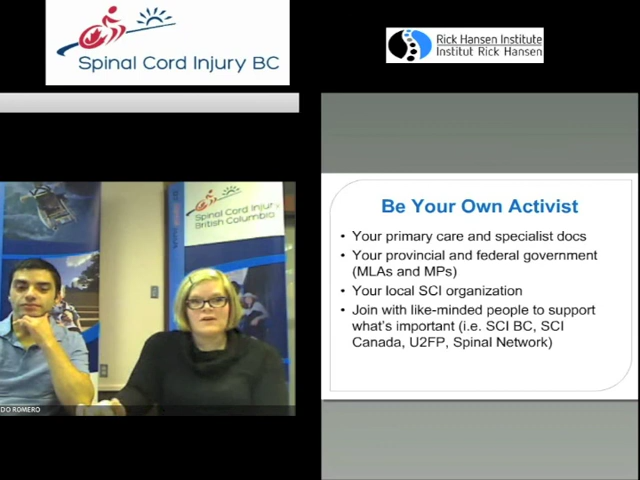 Spinal Cord Injury BC
Rick Hansen Institute
Institut Rick Hansen
Spinal Cord Injury
British Columbia
DO ROMERO
Be Your Own Activist
• Your primary care and specialist docs
• Your provincial and federal government
(MLAs and MPs)
• Your local SCI organization
• Join with like-minded people to support
what's important (i.e. SCI BC, SCI
Canada, U2FP, Spinal Network)